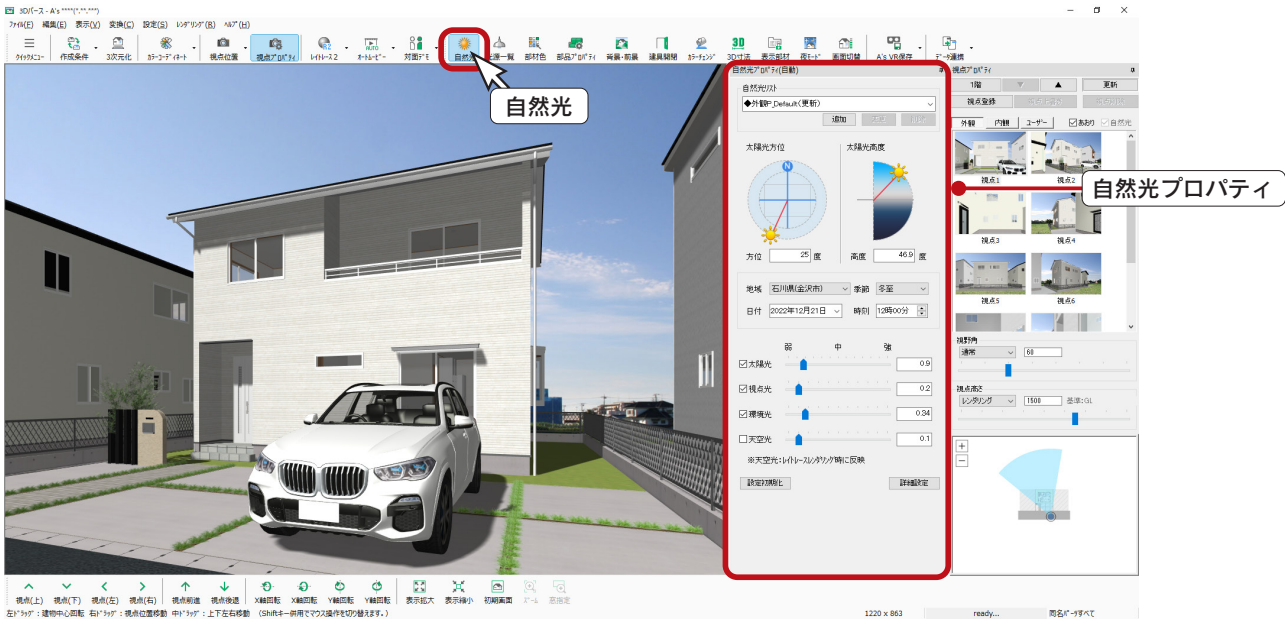 3Dパース - A's ****(*,**,***)
ファイル(F) 編集(E) 表示(V) 変換(C) 設定(S) レンダリング(R) ヘルプ(H)
クイックメニュー 作成条件 3次元化 カラーコーディネート 視点位置 視点プロパティ レイトレース2 オートムービー 対面デモ 自然光 光源一覧 部材色 部品プロパティ 背景・前景 建具開閉 カラーチェンジ 3D寸法 表示部材 夜モード 画面切替 A's VR保存 データ連携
自然光
自然光プロパティ(自動)
自然光リスト
◆外観P_Default(更新)
追加
太陽光方位 太陽光高度
N
方位 25 度 高度 46.9 度
地域 石川県(金沢市) 季節 冬至
日付 2022年12月21日 時刻 12時00分
弱 中 強
太陽光 0.9
視点光 0.2
環境光 0.34
天空光 0.1
※天空光:レイトレースレンダリング時に反映
設定初期化 詳細設定
視点プロパティ
1階 ▼ ▲ 更新
視点登録
外観 内観 ユーザー あおり 自然光
視点1 視点2
視点3 視点4
視点5 視点6
自然光プロパティ
視野角
通常 60
視点高さ
レンダリング 1500 基準:GL
視点(上) 視点(下) 視点(左) 視点(右) 視点前進 視点後退 X軸回転 X軸回転 Y軸回転 Y軸回転 表示拡大 表示縮小 初期画面 ズーム 窓指定
左ドラッグ:建物中心回転 右ドラッグ:視点位置移動 中ドラッグ:上下左右移動 (Shiftキー併用でマウス操作を切り替えます。)
1220 x 863 ready... 同名パーツすべて